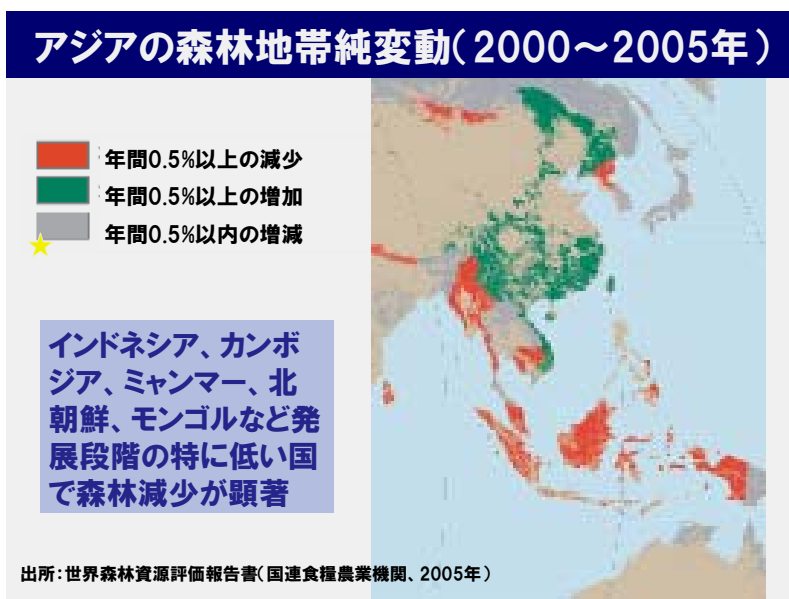 アジアの森林地帯純変動(2000～2005年)
年間0.5%以上の減少
年間0.5%以上の増加
年間0.5%以内の増減
インドネシア、カンボ
ジア、ミャンマー、北
朝鮮、モンゴルなど発
展段階の特に低い国
で森林減少が顕著
出所:世界森林資源評価報告書(国連食糧農業機関、2005年)